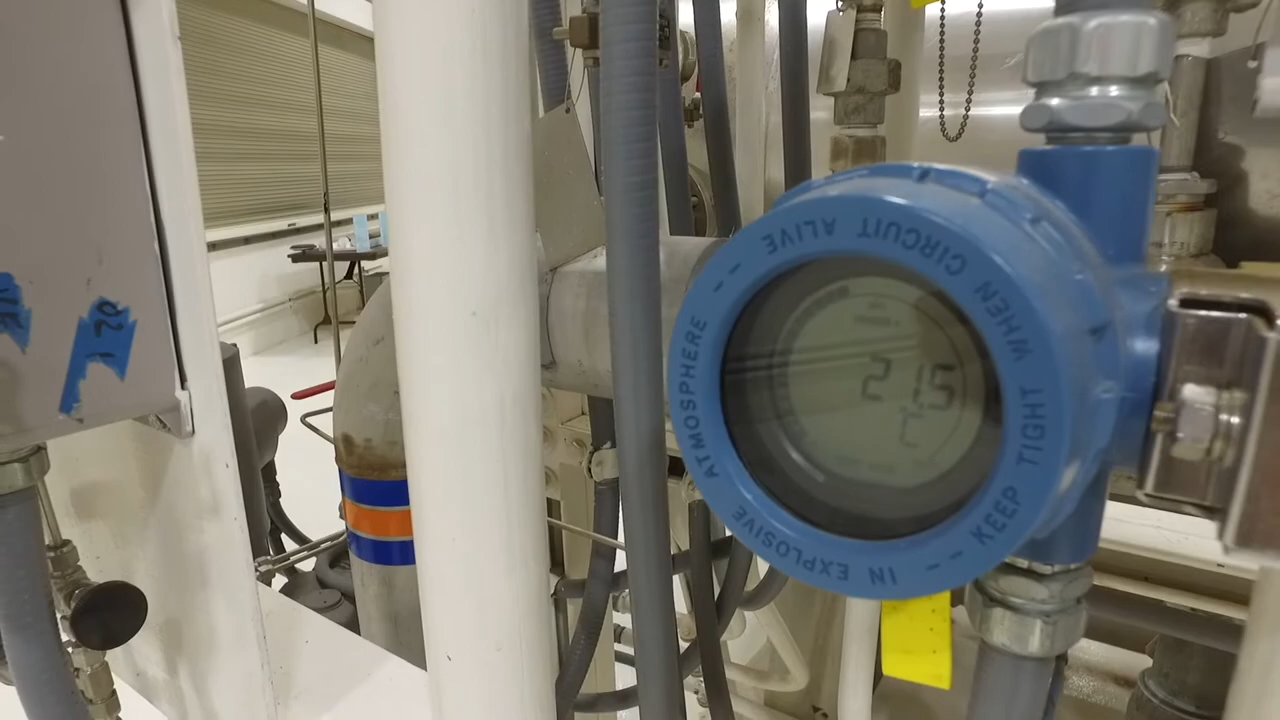 KEEP TIGHT WHEN CIRCUIT ALIVE
-- IN EXPLOSIVE ATMOSPHERE --
21.5